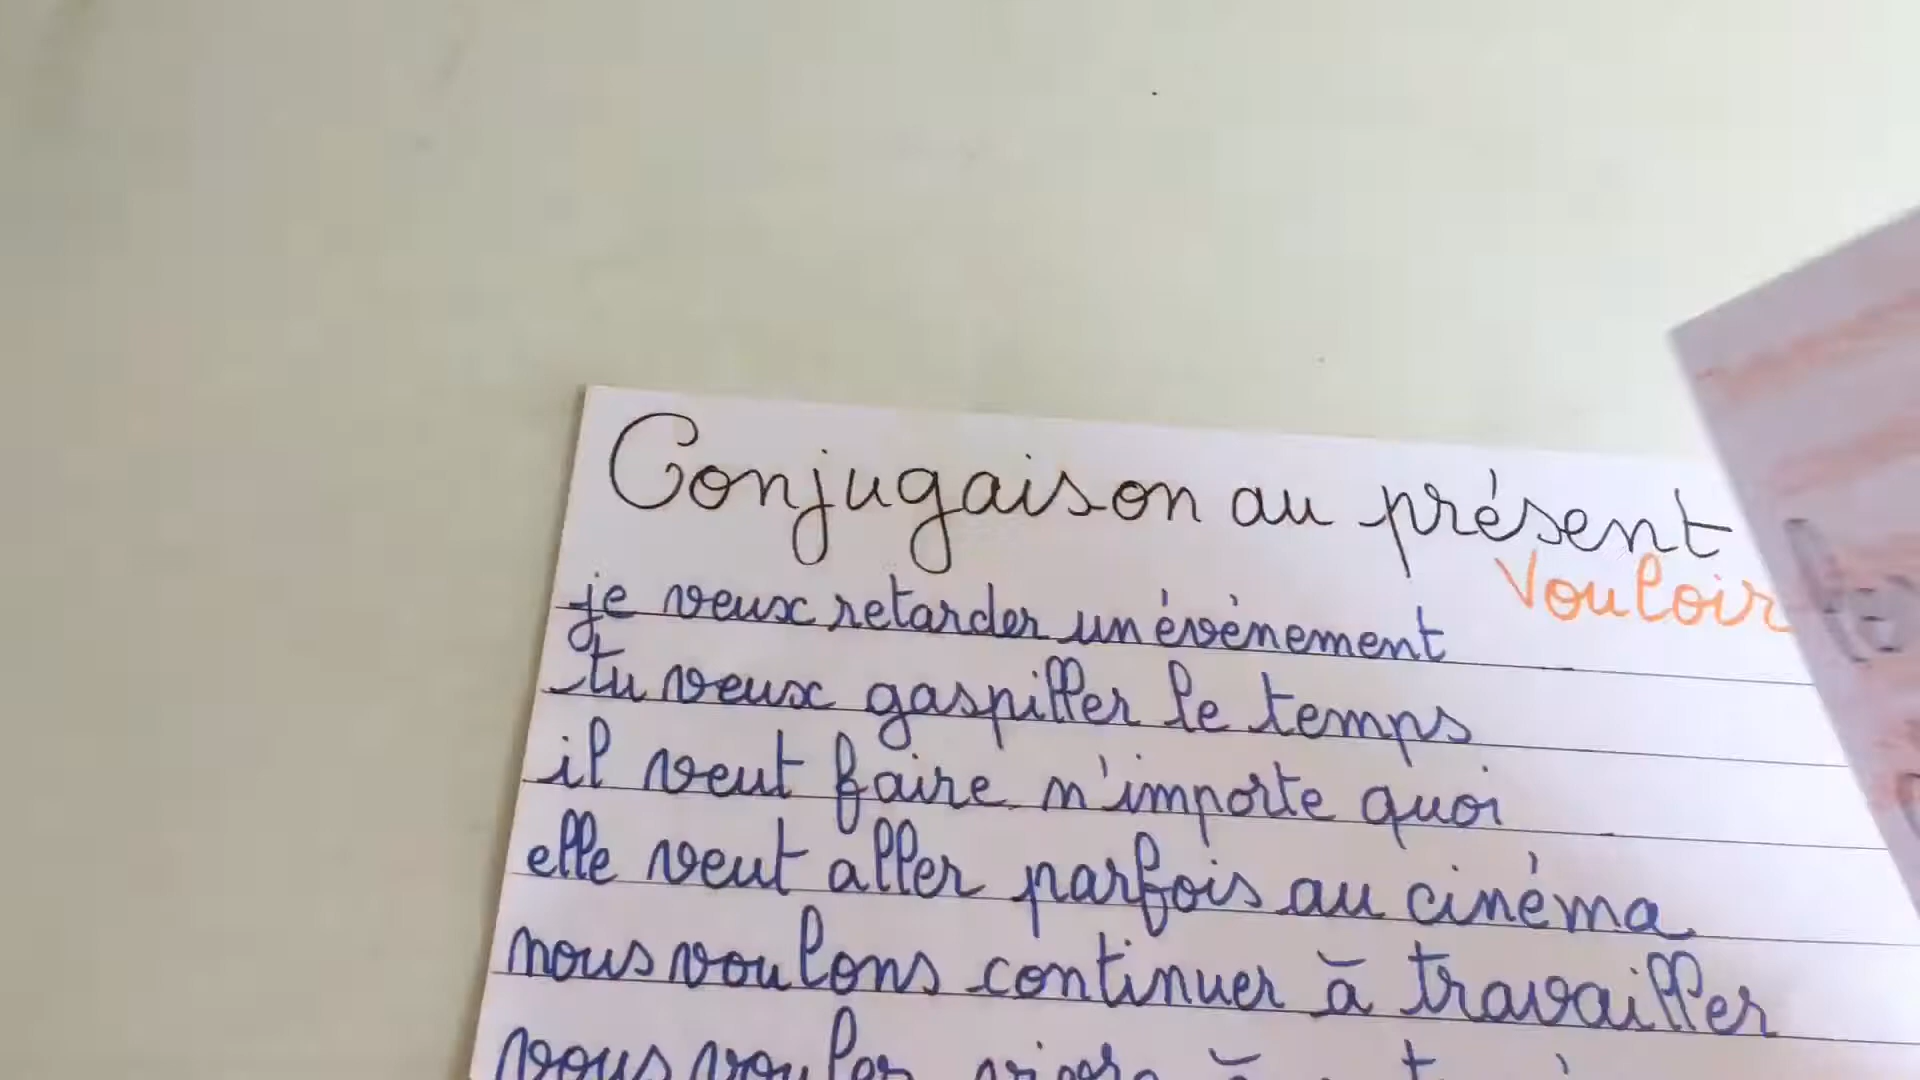 Conjugaison au présent
Vouloir
je veux retarder un évènement
tu veux gaspiller le temps
il veut faire n'importe quoi
elle veut aller parfois au cinéma
nous voulons continuer à travailler
vous